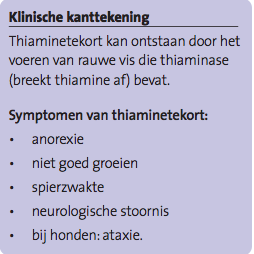 Klinische kanttekening
Thiaminetekort kan ontstaan door het
voeren van rauwe vis die thiaminase
(breekt thiamine af) bevat.
Symptomen van thiaminetekort:
• anorexie
• niet goed groeien
• spierzwakte
• neurologische stoornis
• bij honden: ataxie.